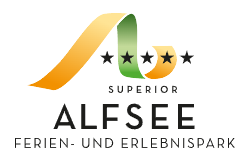 SUPERIOR
ALFSEE
FERIEN- UND ERLEBNISPARK